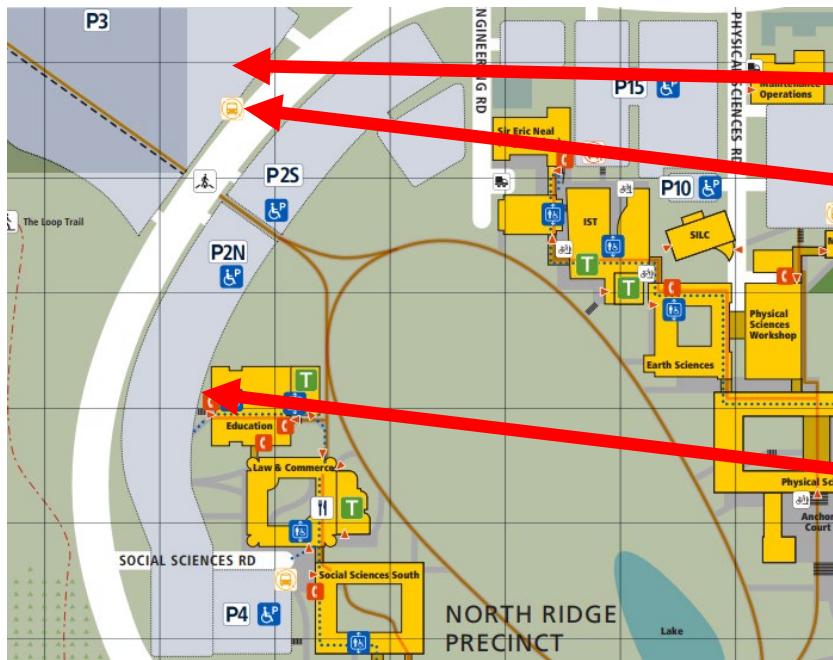 P3
ENGINEERING RD
PHYSICAL SCIENCES RD
P15
Maintenance
Operations
Sir Eric Neal
P2S
P10
The Loop Trail
IST
SILC
P2N
T
T
Physical
Sciences
Workshop
Earth Sciences
T
Education
Law & Commerce
T
Physical Sci
Anchor
Court
SOCIAL SCIENCES RD
Social Sciences South
P4
NORTH RIDGE
PRECINCT
Lake